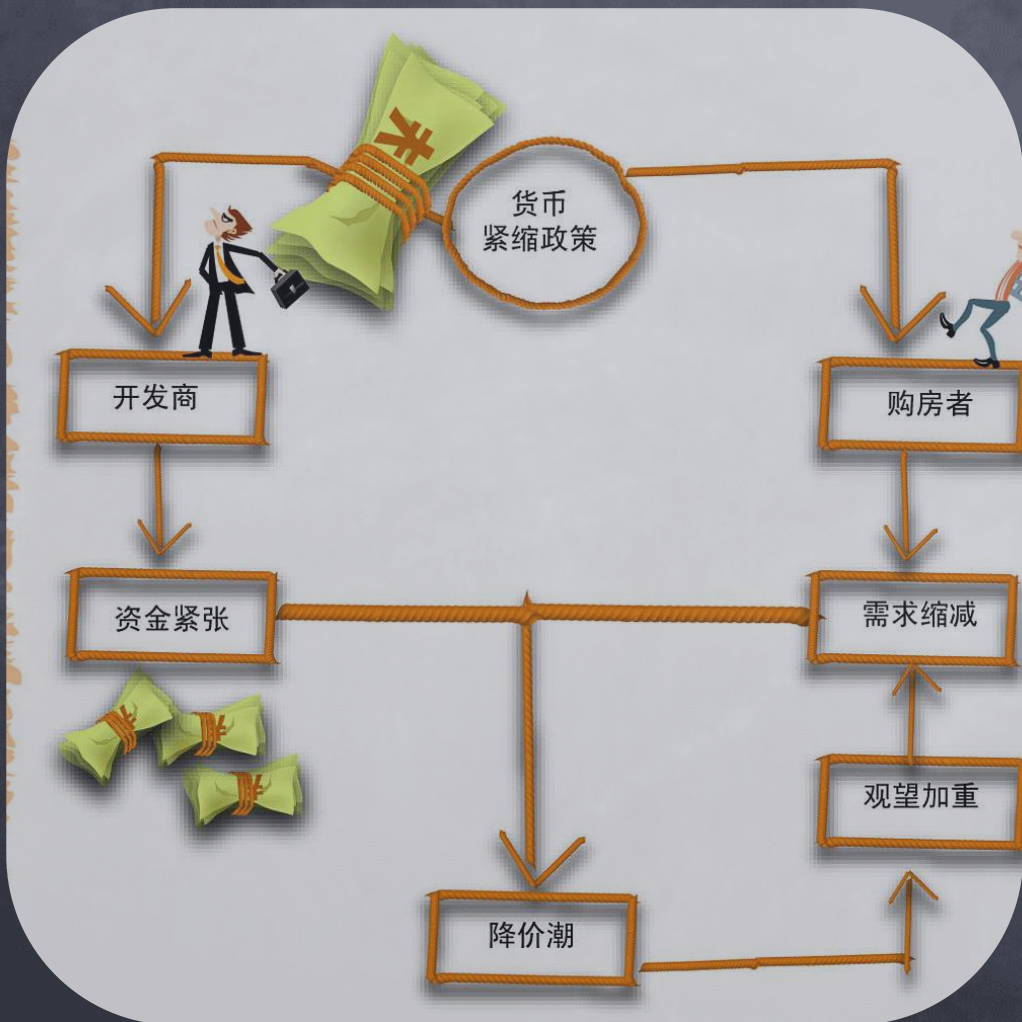 货币
紧缩政策
开发商
购房者
资金紧张
需求缩减
观望加重
降价潮